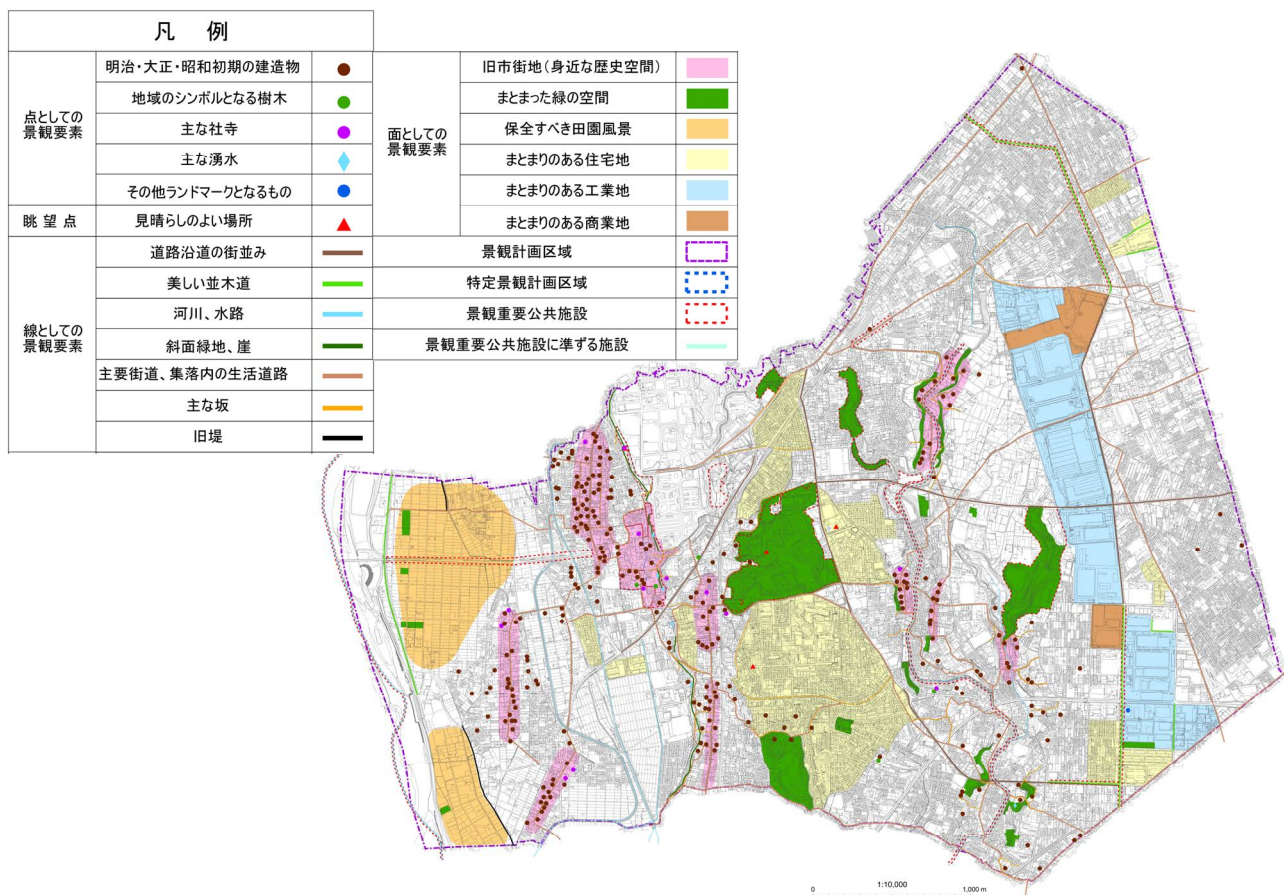 凡 例
点としての
景観要素
明治・大正・昭和初期の建造物
地域のシンボルとなる樹木
主な社寺
主な湧水
その他ランドマークとなるもの
眺望点
見晴らしのよい場所
線としての
景観要素
道路沿道の街並み
美しい並木道
河川、水路
斜面緑地、崖
主要街道、集落内の生活道路
主な坂
旧堤
面としての
景観要素
旧市街地(身近な歴史空間)
まとまった緑の空間
保全すべき田園風景
まとまりのある住宅地
まとまりのある工業地
まとまりのある商業地
景観計画区域
特定景観計画区域
景観重要公共施設
景観重要公共施設に準ずる施設
1:10,000
0 1,000 m